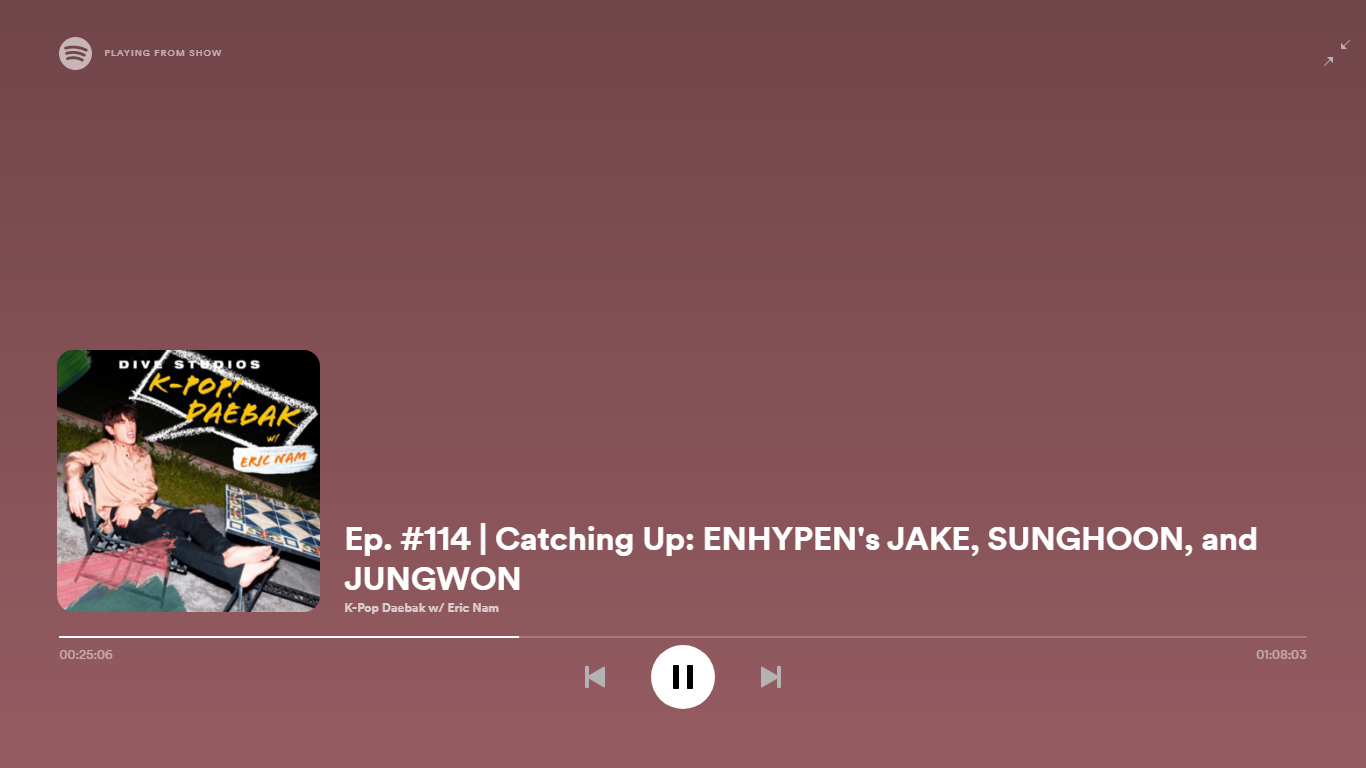 PLAYING FROM SHOW
DIVE STUDIOS
K-POP!
DAEBAK
W/
ERIC NAM
Ep. #114 | Catching Up: ENHYPEN's JAKE, SUNGHOON, and
JUNGWON
K-Pop Daebak w/ Eric Nam
00:25:06
01:08:03